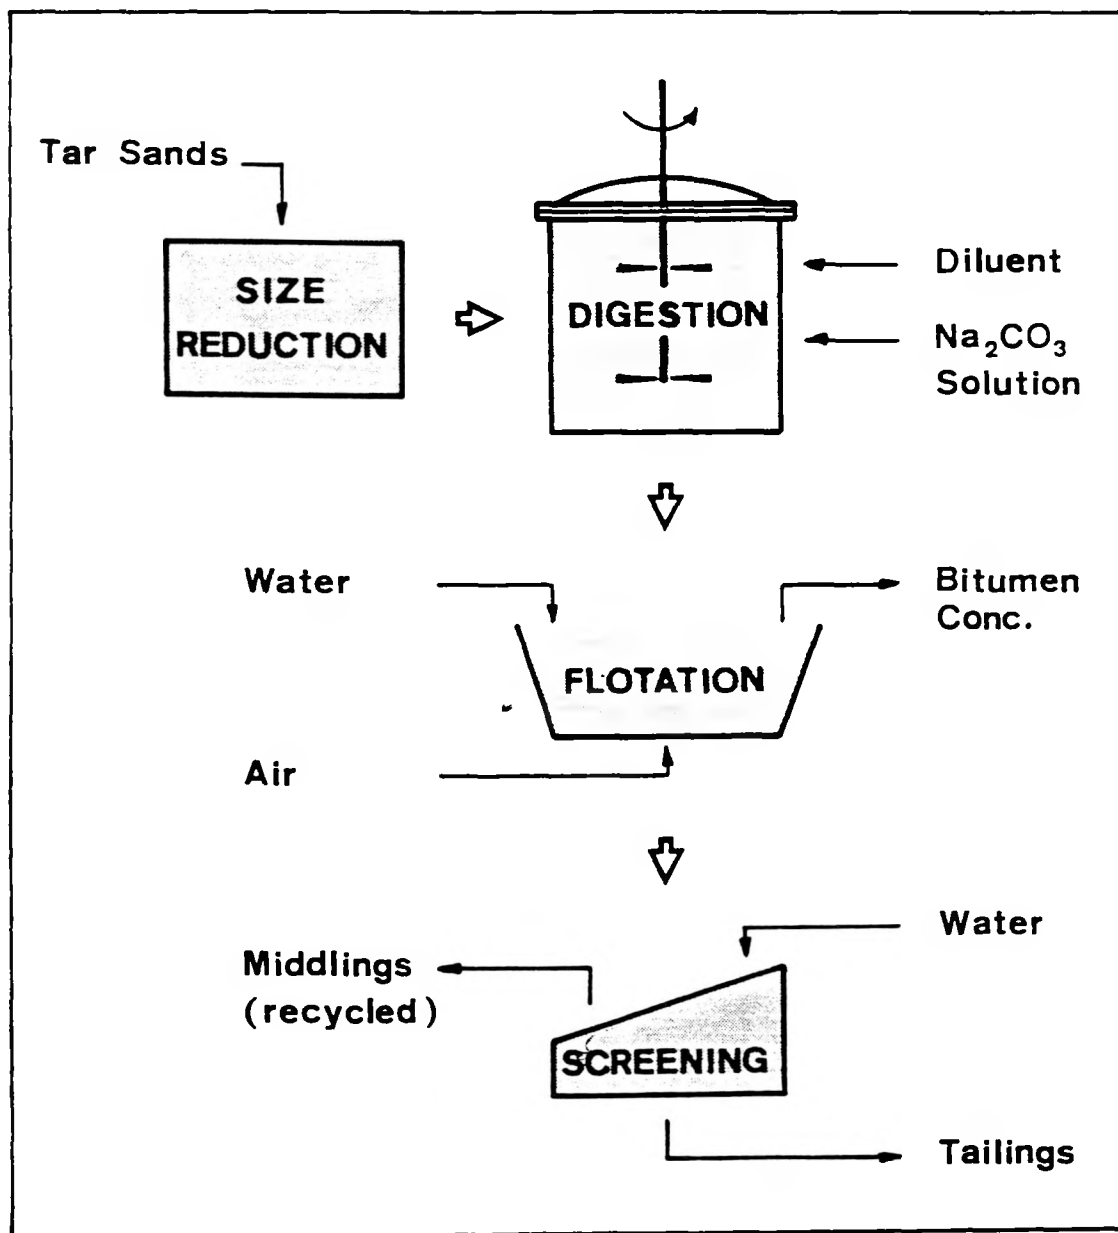 Tar Sands
SIZE
REDUCTION
DIGESTION
Diluent
Na₂CO₃
Solution
Water
Bitumen
Conc.
FLOTATION
Air
Water
Middlings
(recycled)
SCREENING
Tailings